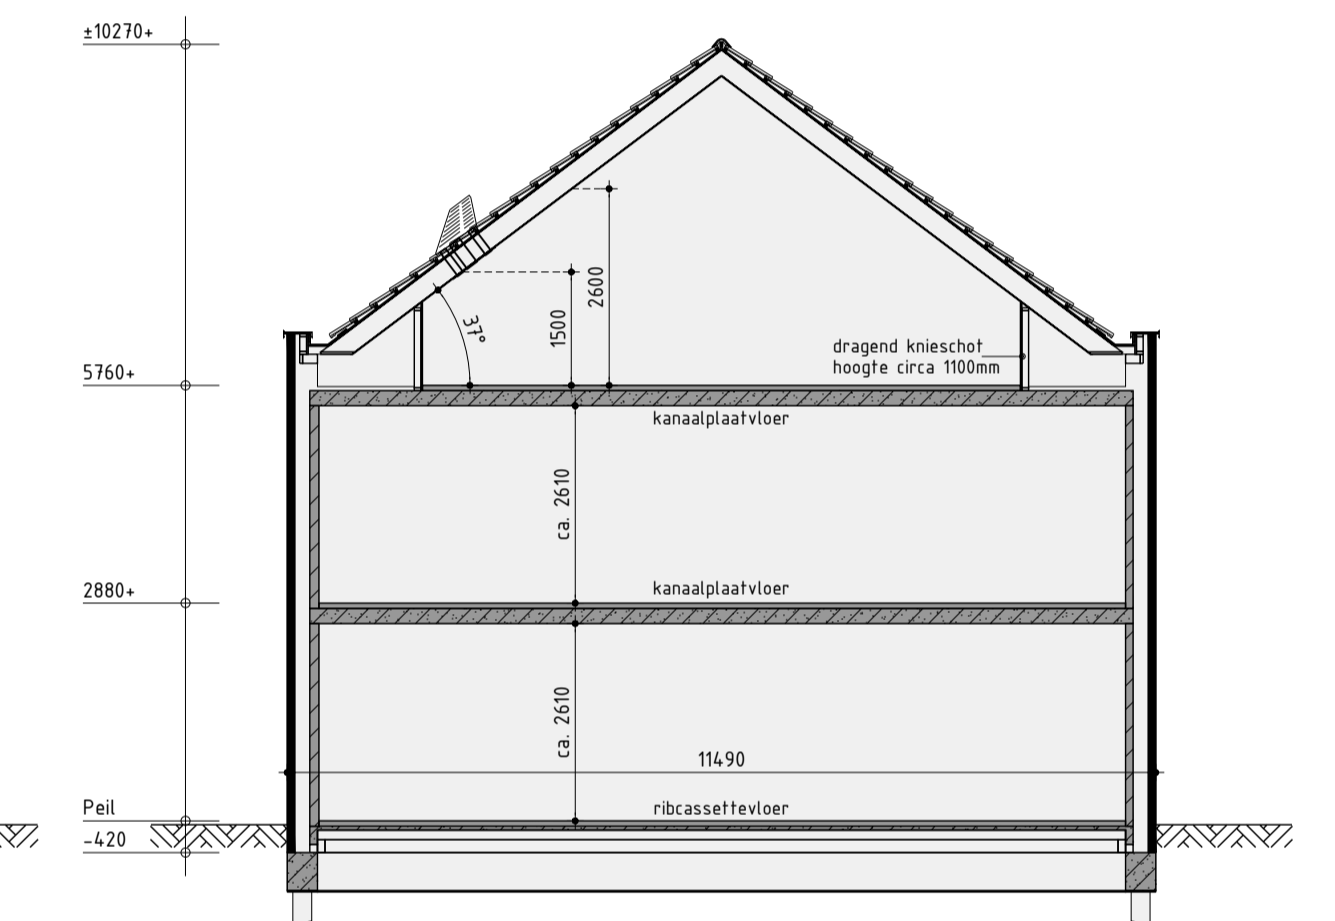 ±10270+
2600
37°
1500
dragend knieschot
hoogte circa 1100mm
5760+
kanaalplaatvloer
ca. 2610
kanaalplaatvloer
2880+
ca. 2610
11490
Peil
ribcassettevloer
-420